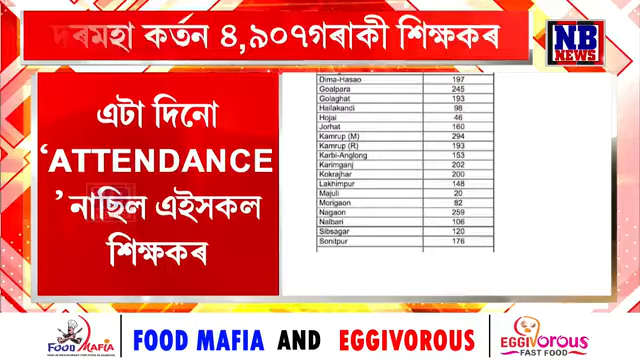 দৰমহা কৰ্তন ৪,৯০৭গৰাকী শিক্ষকৰ
NB
NEWS
এটা দিনো
‘ATTENDANCE
’নাছিল এইসকল
শিক্ষকৰ
Dima-Hasao 197
Goalpara 245
Golaghat 193
Hailakandi 98
Hojai 46
Jorhat 160
Kamrup (M) 294
Kamrup (R) 193
Karbi-Anglong 153
Karimganj 202
Kokrajhar 200
Lakhimpur 148
Majuli 20
Morigaon 82
Nagaon 259
Nalbari 106
Sibsagar 120
Sonitpur 176
FOOD MAFIA
FOOD MAFIA AND EGGIVOROUS
EGGIVOROUS
FAST FOOD